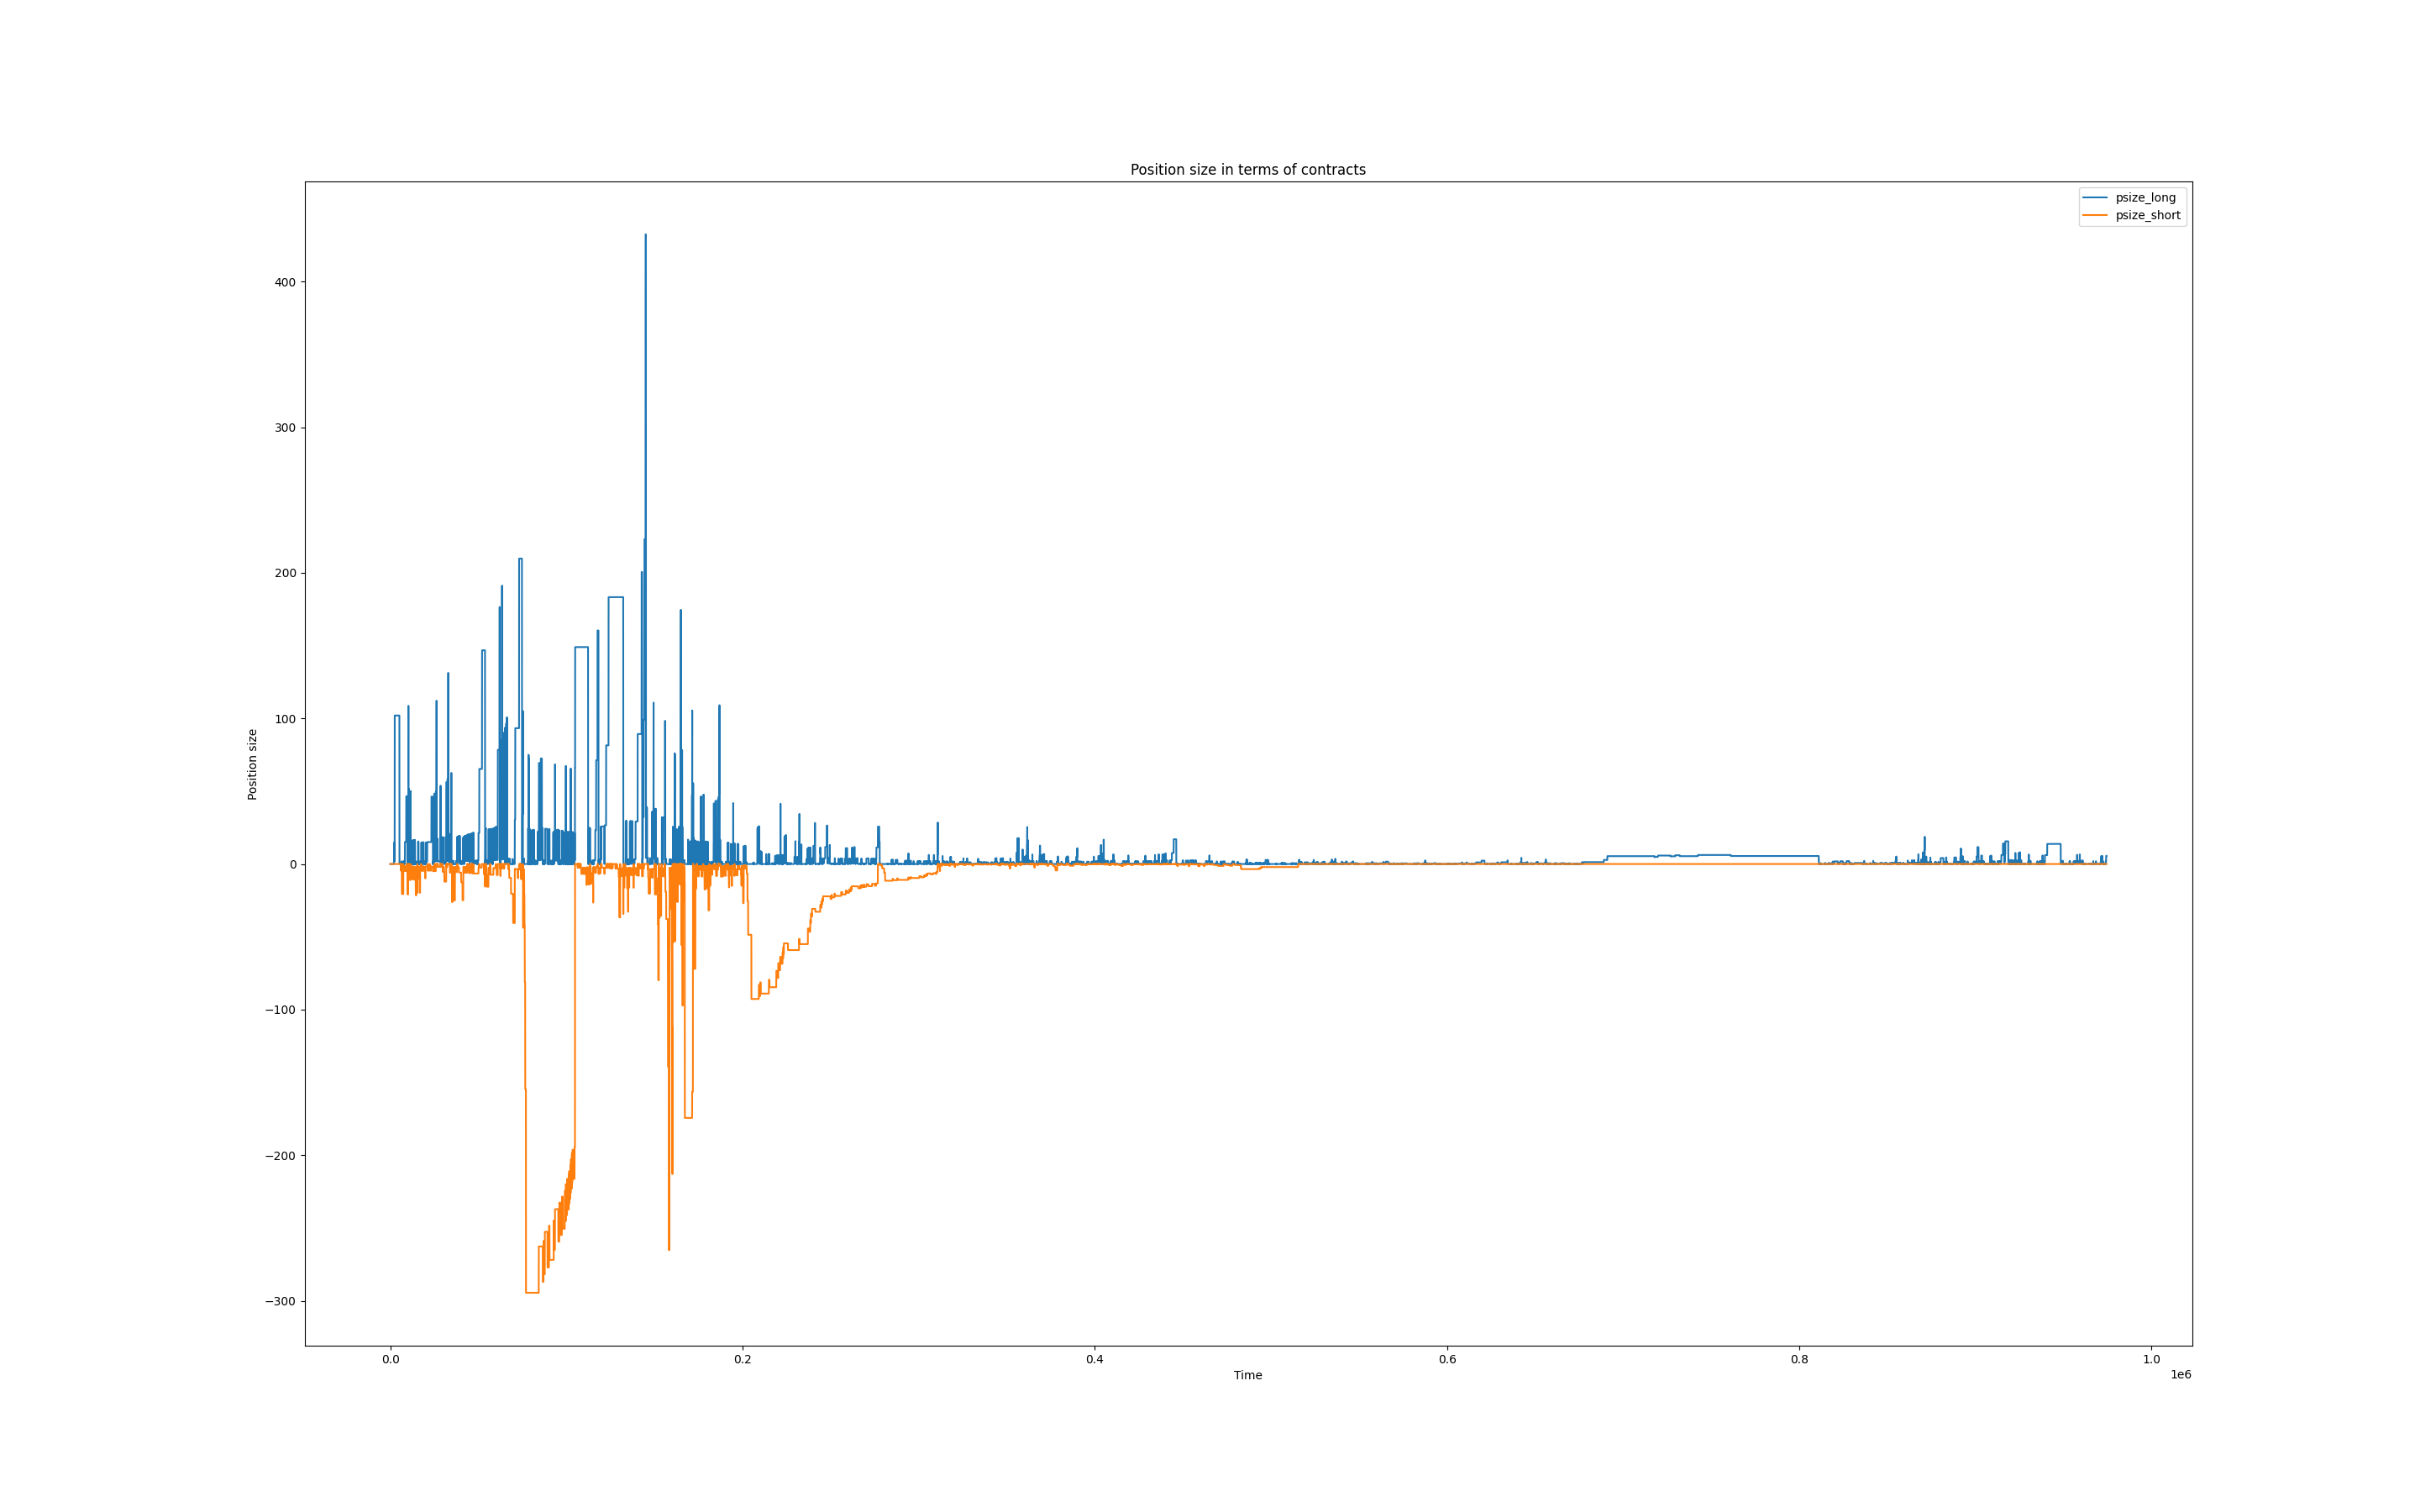 Position size in terms of contracts
psize_long
psize_short
Position size
400
300
200
100
0
−100
−200
−300
0.0
0.2
0.4
0.6
0.8
1.0
1e6
Time